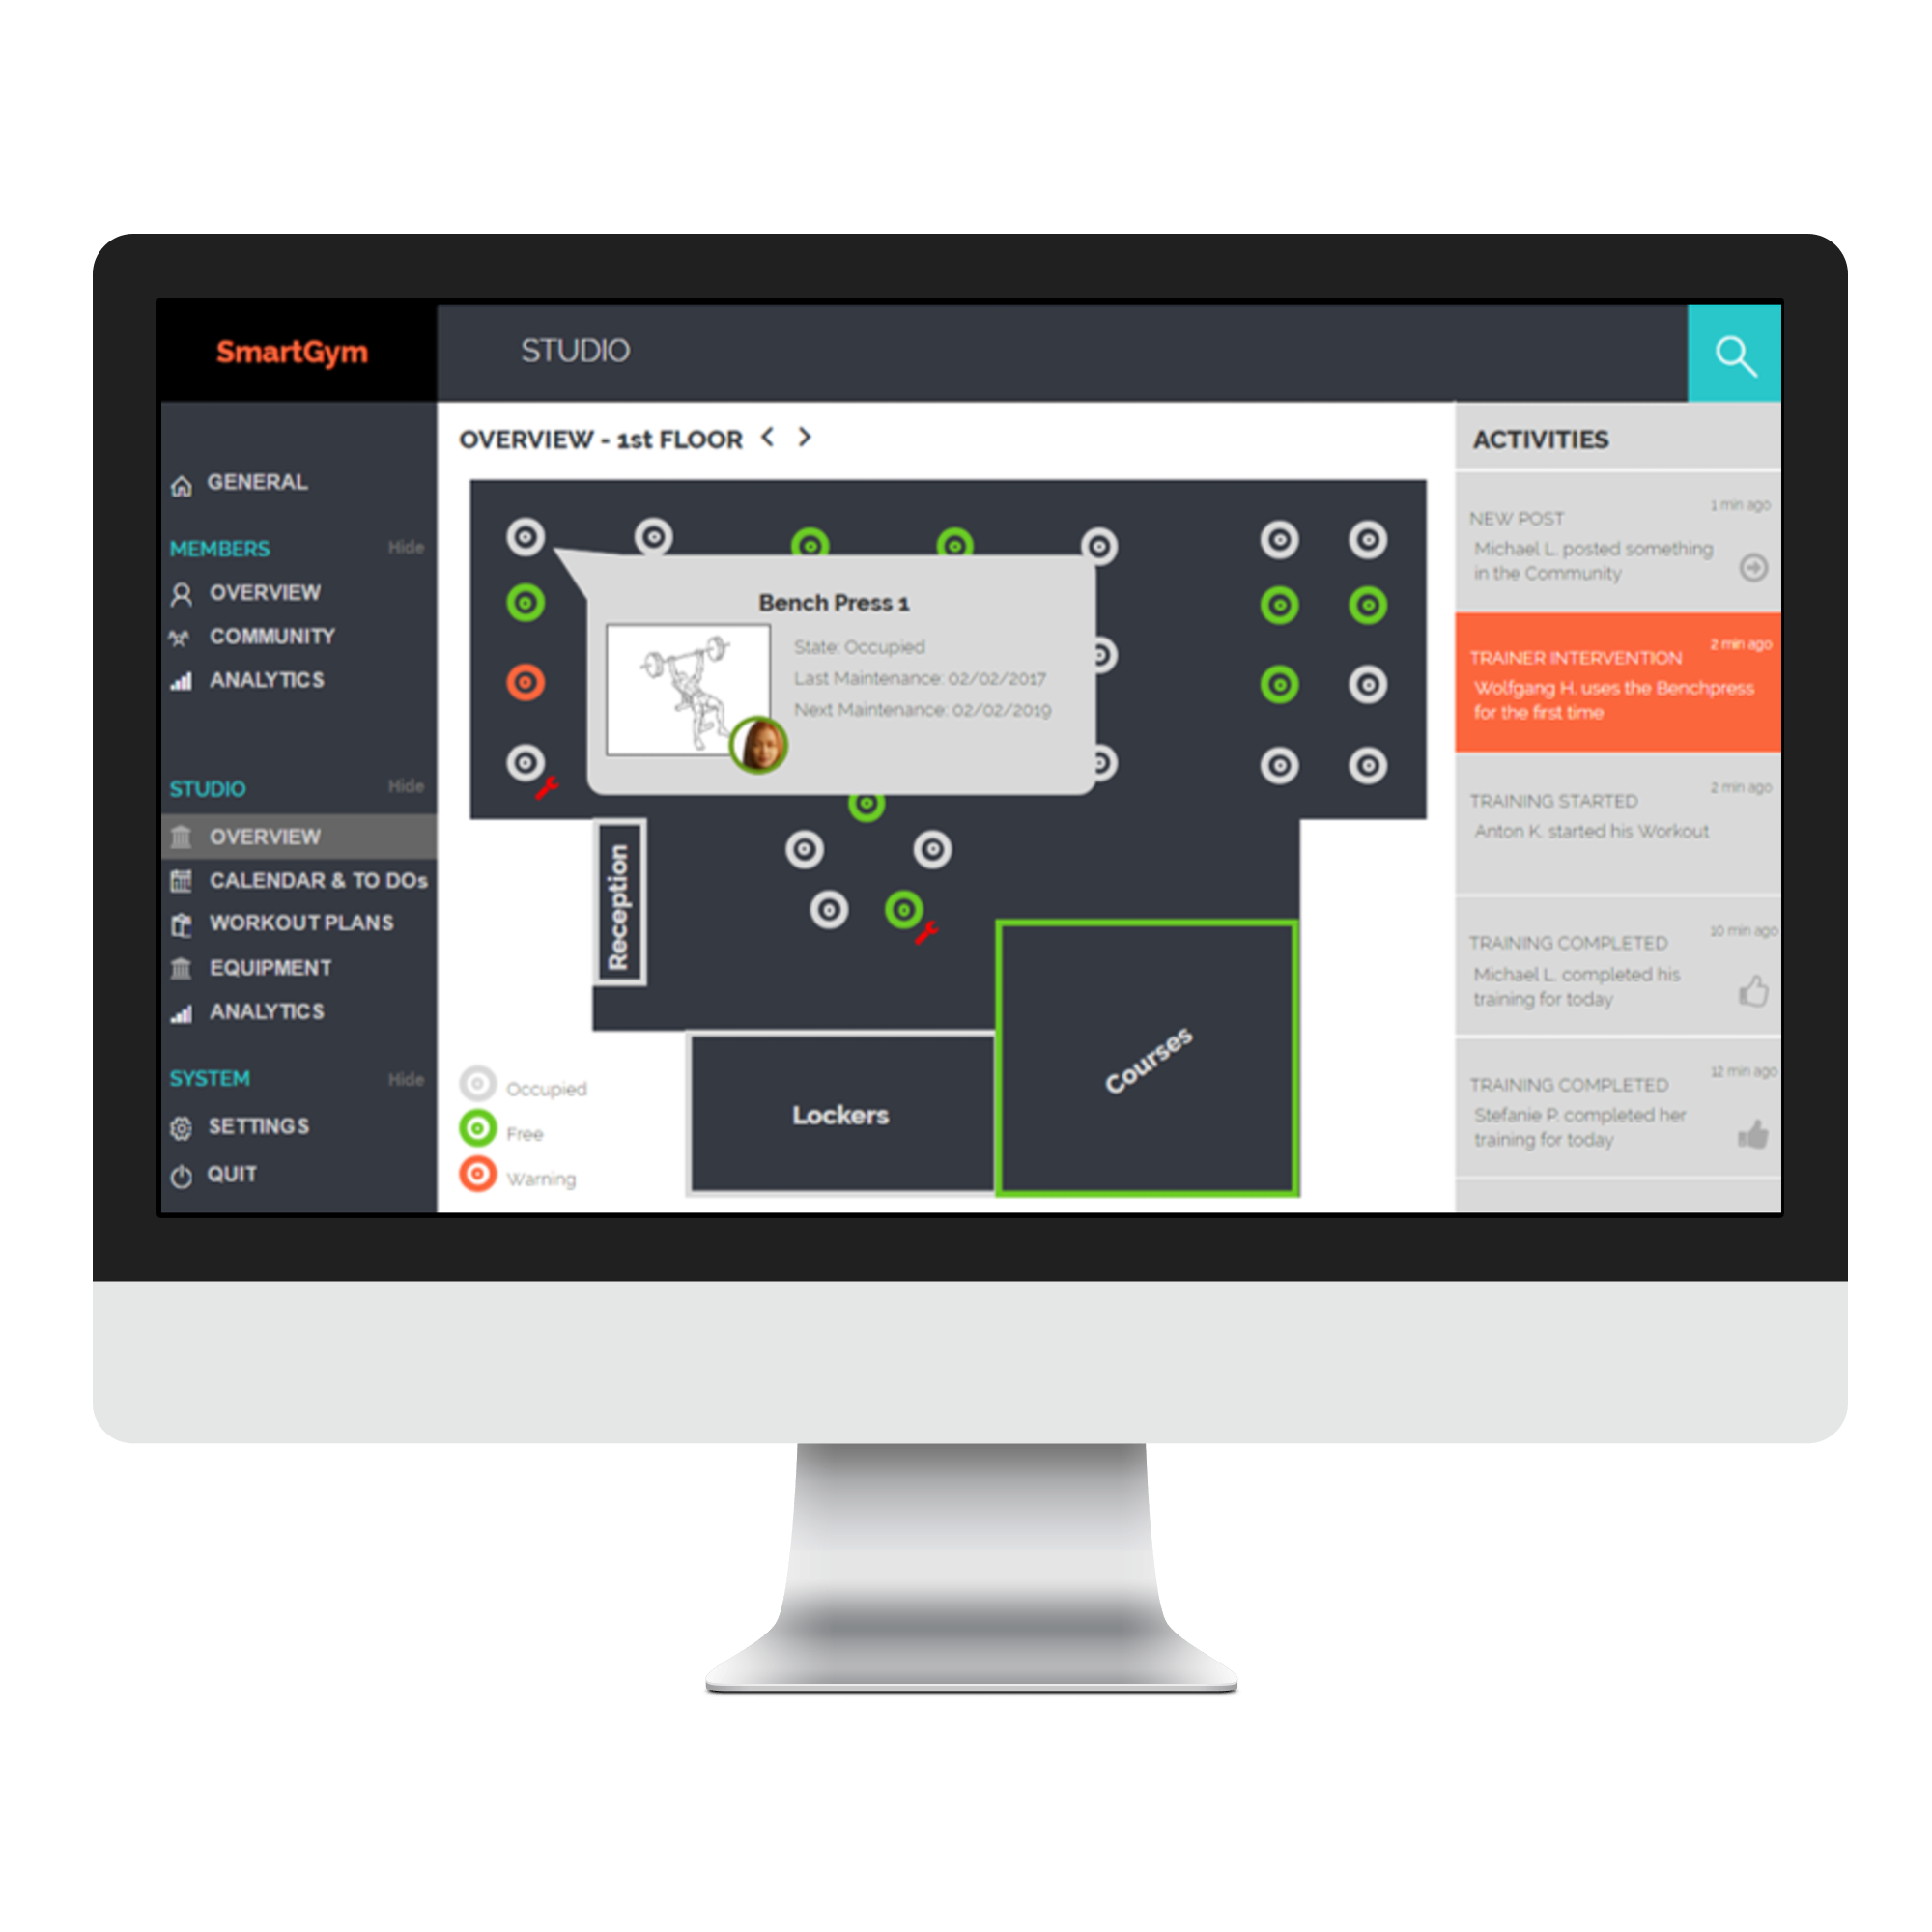 SmartGym
STUDIO
GENERAL
MEMBERS Hide
OVERVIEW
COMMUNITY
ANALYTICS
STUDIO Hide
OVERVIEW
CALENDAR & TO DOs
WORKOUT PLANS
EQUIPMENT
ANALYTICS
SYSTEM Hide
SETTINGS
QUIT
OVERVIEW - 1st FLOOR
Bench Press 1
State: Occupied
Last Maintenance: 02/02/2017
Next Maintenance: 02/02/2019
Reception
Courses
Lockers
Occupied
Free
Warning
ACTIVITIES
1 min ago
NEW POST
Michael L. posted something
in the Community
2 min ago
TRAINER INTERVENTION
Wolfgang H. uses the Benchpress
for the first time
2 min ago
TRAINING STARTED
Anton K. started his Workout
10 min ago
TRAINING COMPLETED
Michael L. completed his
training for today
12 min ago
TRAINING COMPLETED
Stefanie P. completed her
training for today